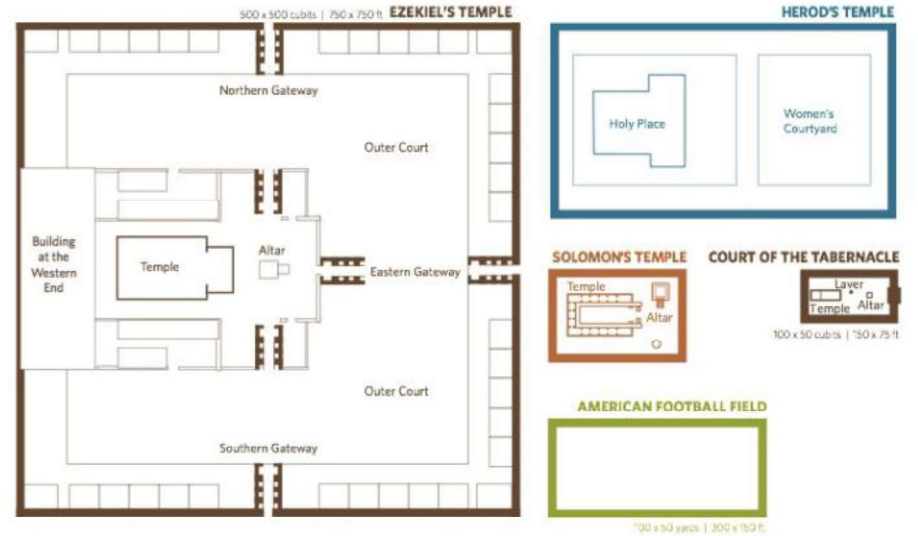 500 x 500 cubits | 750 x 750 ft EZEKIEL'S TEMPLE
Northern Gateway
Outer Court
Building
at the
Western
End
Temple
Altar
Eastern Gateway
Outer Court
Southern Gateway
HEROD'S TEMPLE
Holy Place
Women's
Courtyard
SOLOMON'S TEMPLE
Temple
Altar
COURT OF THE TABERNACLE
Laver
Temple Altar
100 x 50 cubits | 150 x 75 ft
AMERICAN FOOTBALL FIELD
100 x 50 yards | 300 x 150 ft